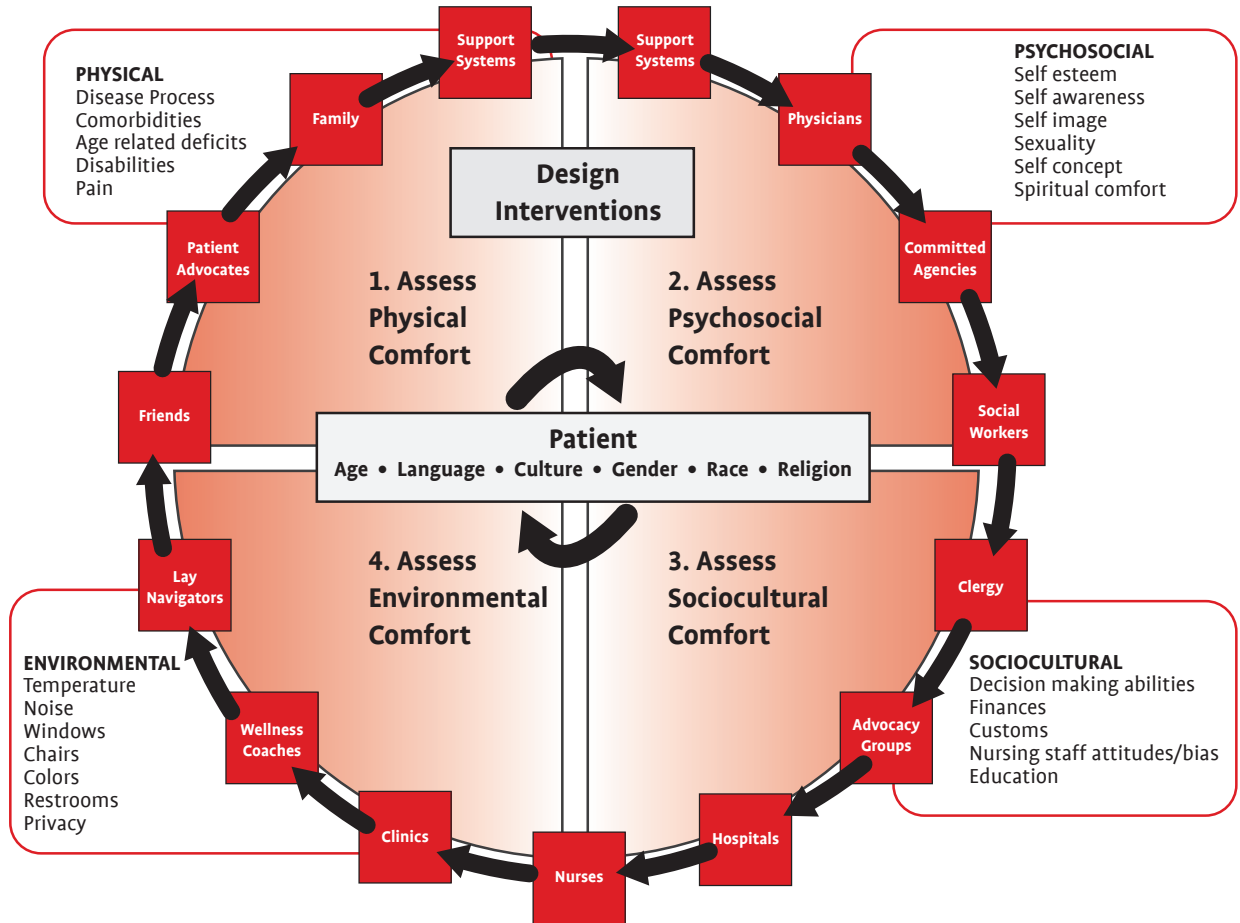 Support
Systems
Support
Systems
PHYSICAL
Disease Process
Comorbidities
Age related deficits
Disabilities
Pain
PSYCHOSOCIAL
Self esteem
Self awareness
Self image
Sexuality
Self concept
Spiritual comfort
Family
Physicians
Design
Interventions
Patient
Advocates
Committed
Agencies
1. Assess
Physical
Comfort
2. Assess
Psychosocial
Comfort
Friends
Social
Workers
Patient
Age • Language • Culture • Gender • Race • Religion
4. Assess
Environmental
Comfort
3. Assess
Sociocultural
Comfort
Lay
Navigators
Clergy
ENVIRONMENTAL
Temperature
Noise
Windows
Chairs
Colors
Restrooms
Privacy
SOCIOCULTURAL
Decision making abilities
Finances
Customs
Nursing staff attitudes/bias
Education
Wellness
Coaches
Advocacy
Groups
Clinics
Hospitals
Nurses